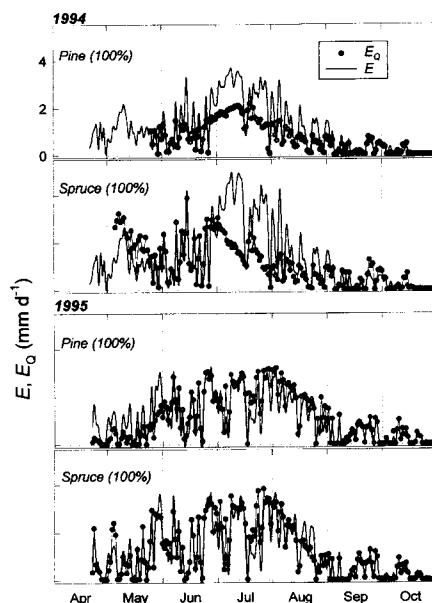 1994
Pine (100%)
E_Q
E
4
2
0
Spruce (100%)
E, E_Q (mm d⁻¹)
1995
Pine (100%)
Spruce (100%)
Apr May Jun Jul Aug Sep Oct